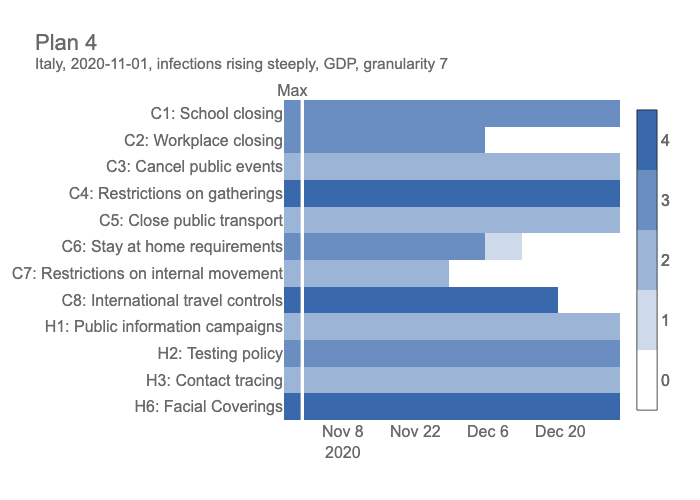 Plan 4
Italy, 2020-11-01, infections rising steeply, GDP, granularity 7
Max
C1: School closing
C2: Workplace closing
C3: Cancel public events
C4: Restrictions on gatherings
C5: Close public transport
C6: Stay at home requirements
C7: Restrictions on internal movement
C8: International travel controls
H1: Public information campaigns
H2: Testing policy
H3: Contact tracing
H6: Facial Coverings
Nov 8 Nov 22 Dec 6 Dec 20
2020
4
3
2
1
0